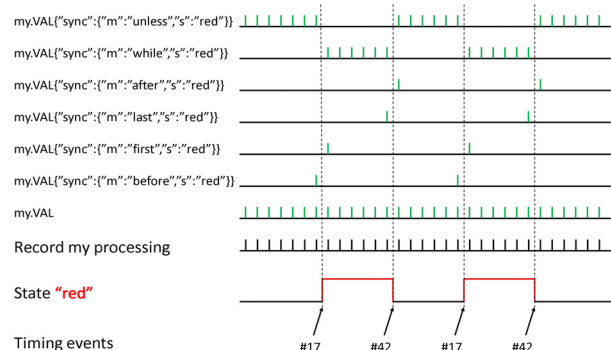 my.VAL{”sync”:{”m”:”unless”,”s”:”red”}}
my.VAL{”sync”:{”m”:”while”,”s”:”red”}}
my.VAL{”sync”:{”m”:”after”,”s”:”red”}}
my.VAL{”sync”:{”m”:”last”,”s”:”red”}}
my.VAL{”sync”:{”m”:”first”,”s”:”red”}}
my.VAL{”sync”:{”m”:”before”,”s”:”red”}}
my.VAL
Record my processing
State “red”
Timing events #17 #42 #17 #42